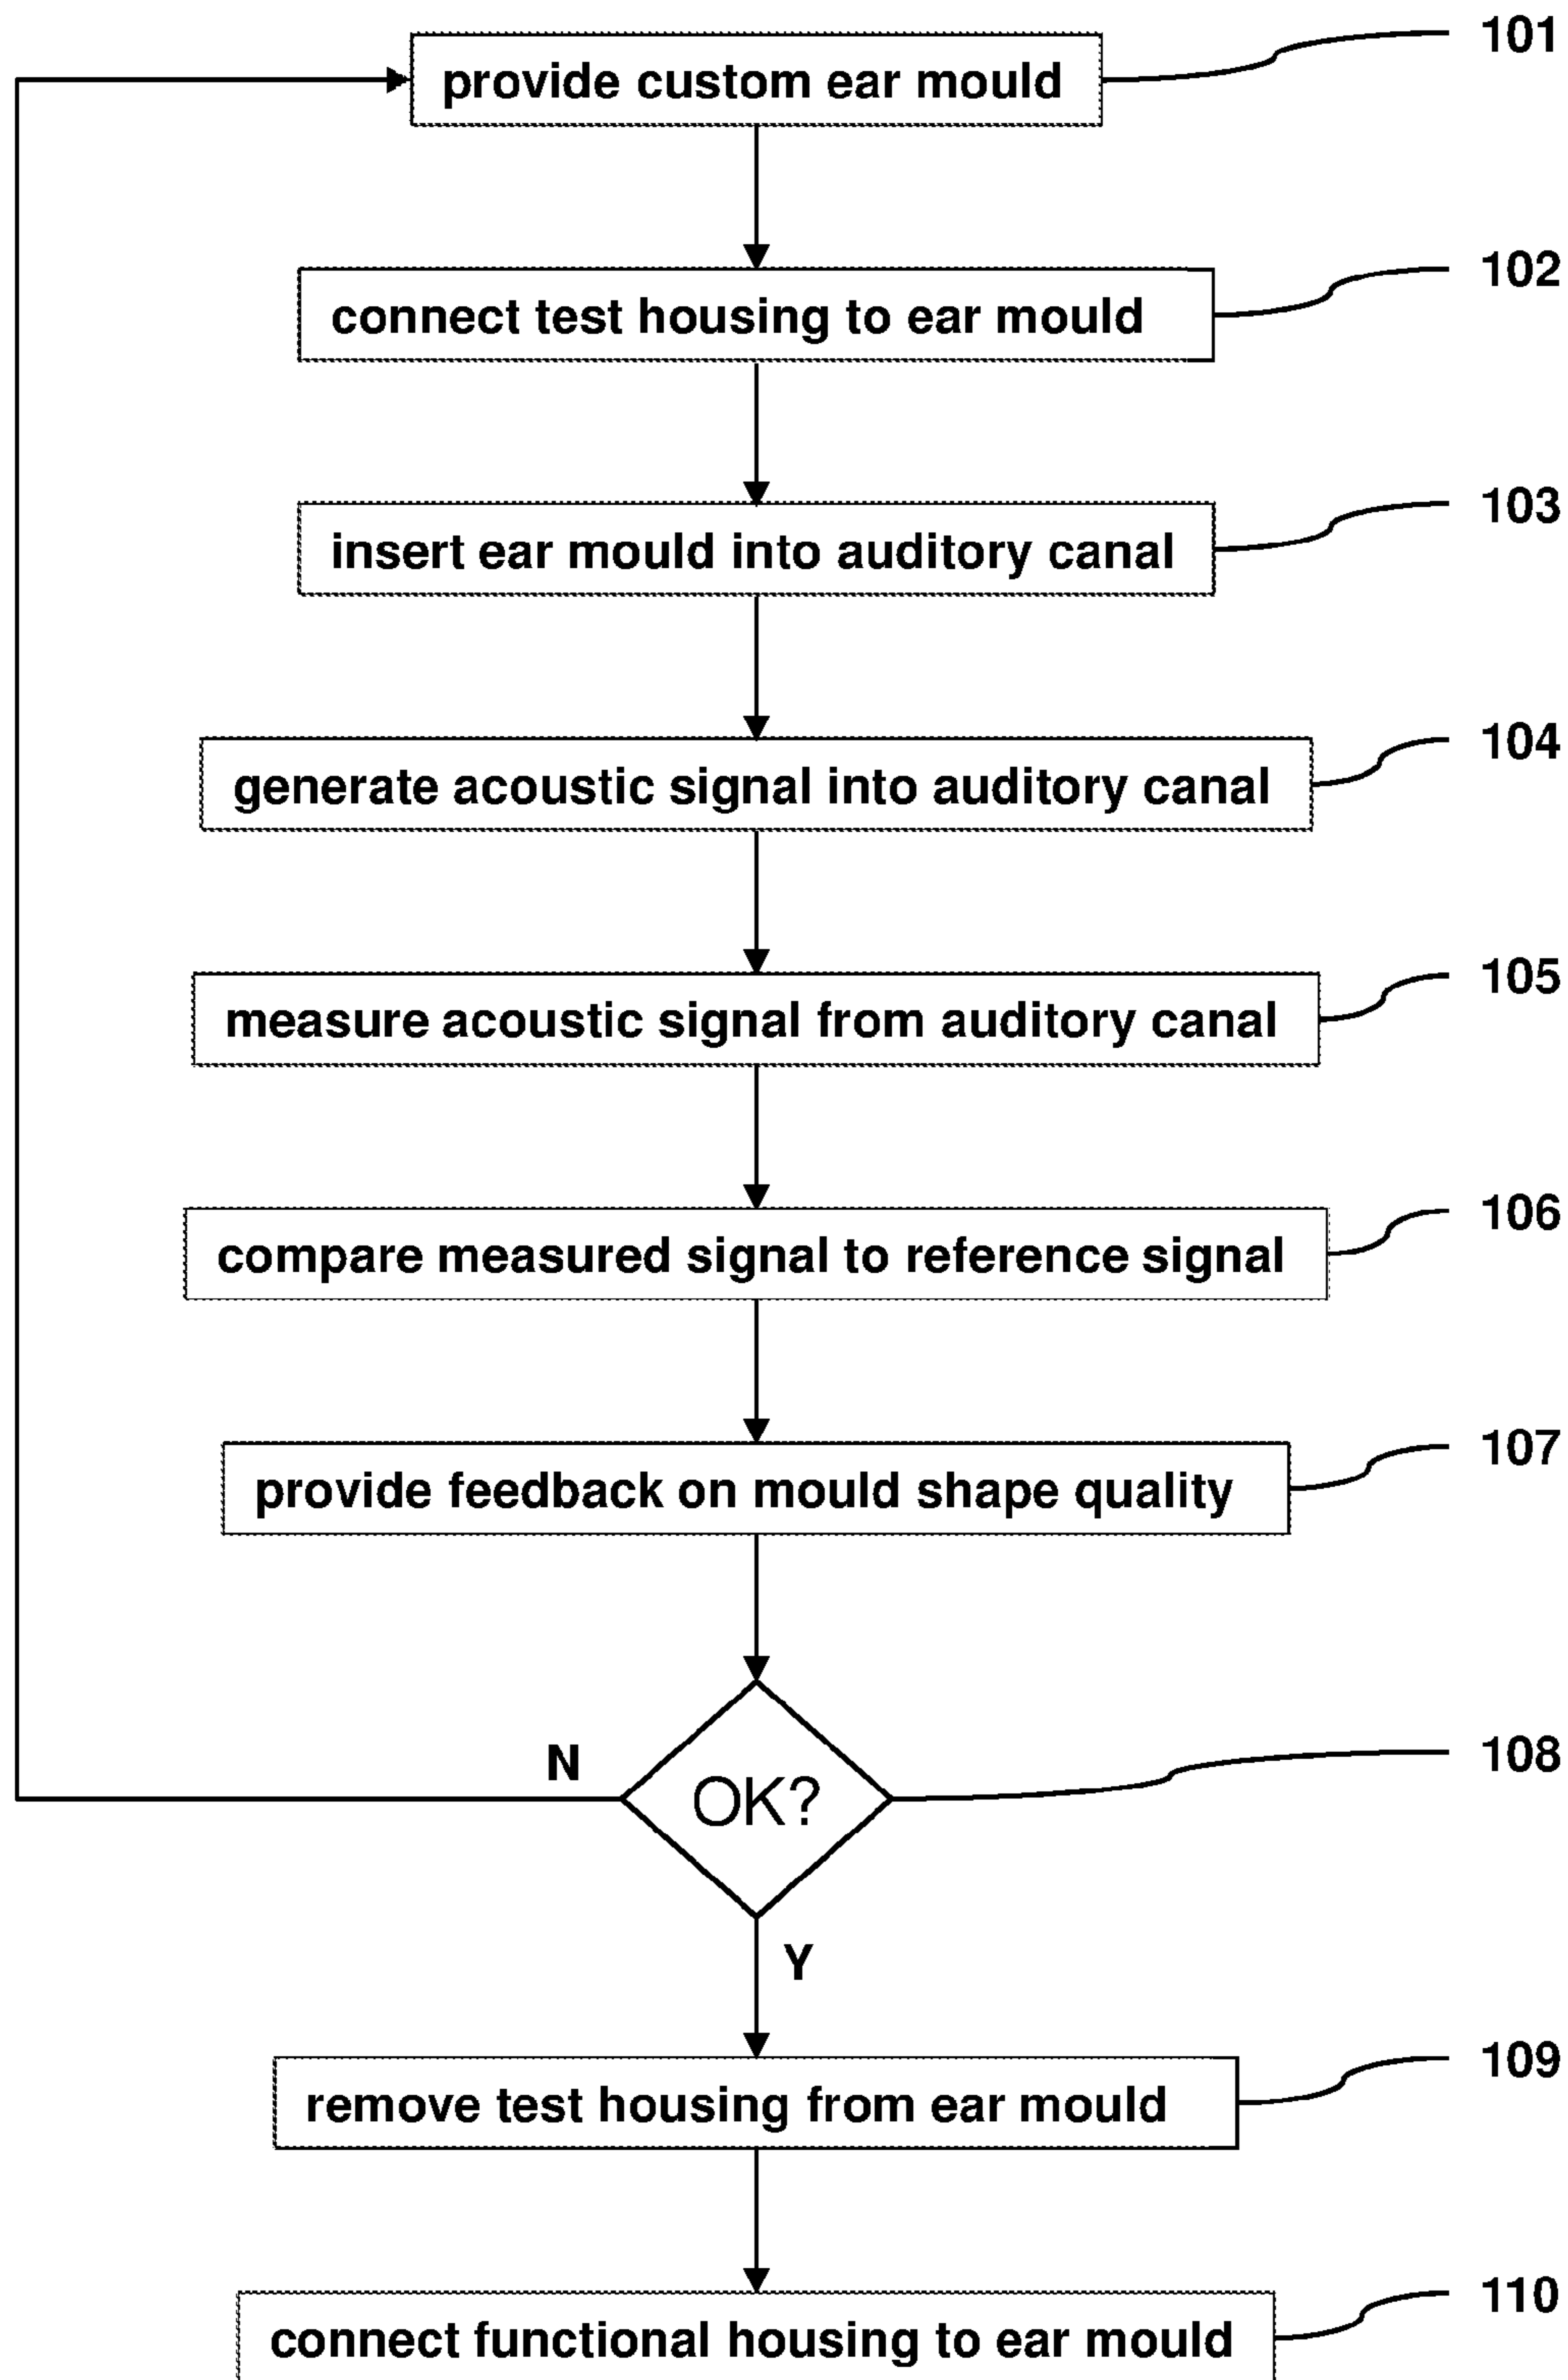 provide custom ear mould 101
connect test housing to ear mould 102
insert ear mould into auditory canal 103
generate acoustic signal into auditory canal 104
measure acoustic signal from auditory canal 105
compare measured signal to reference signal 106
provide feedback on mould shape quality 107
N
OK? 108
Y
remove test housing from ear mould 109
connect functional housing to ear mould 110